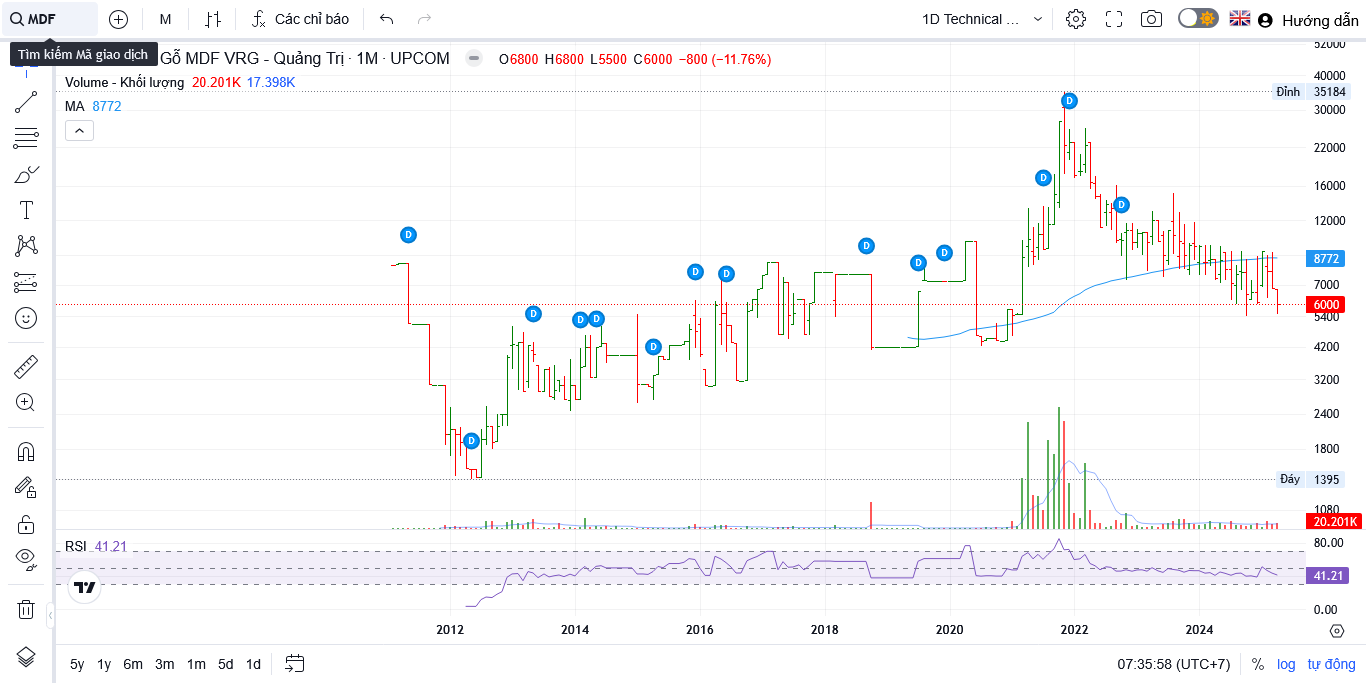 MDF M Các chỉ báo 1D Technical ... Hướng dẫn
Tìm kiếm Mã giao dịch
Gỗ MDF VRG - Quảng Trị · 1M · UPCOM O6800 H6800 L5500 C6000 −800 (−11.76%)
Volume - Khối lượng 20.201K 17.398K
MA 8772
52000
40000
Đỉnh 35184
30000
22000
16000
12000
8772
7000
6000
5400
4200
3200
2400
1800
Đáy 1395
1080
20.201K
D
D
D
D
D
D
D
D
D
D
D
D
D
D
RSI 41.21
80.00
41.21
0.00
2012 2014 2016 2018 2020 2022 2024
5y 1y 6m 3m 1m 5d 1d 07:35:58 (UTC+7) % log tự động